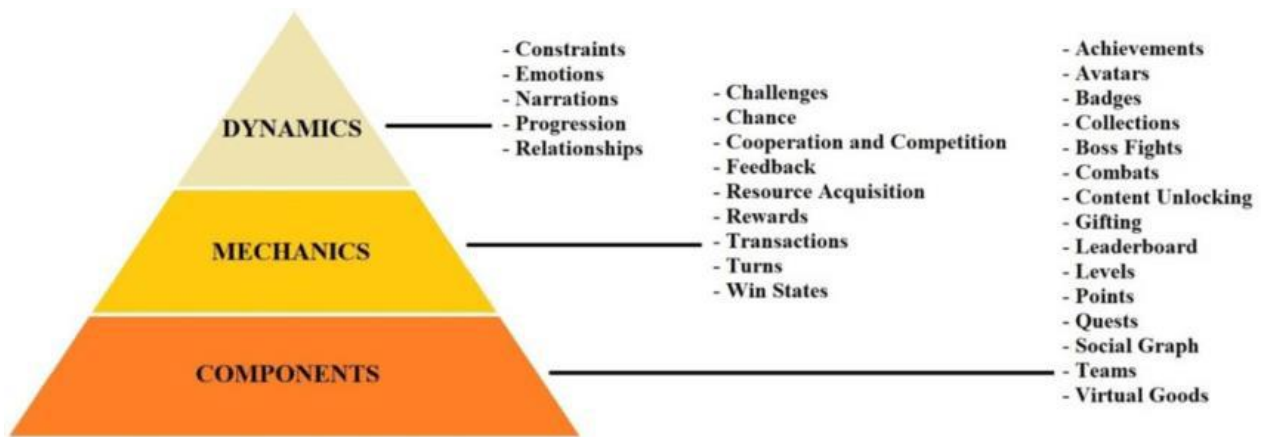 DYNAMICS
- Constraints
- Emotions
- Narrations
- Progression
- Relationships
MECHANICS
- Challenges
- Chance
- Cooperation and Competition
- Feedback
- Resource Acquisition
- Rewards
- Transactions
- Turns
- Win States
COMPONENTS
- Achievements
- Avatars
- Badges
- Collections
- Boss Fights
- Combats
- Content Unlocking
- Gifting
- Leaderboard
- Levels
- Points
- Quests
- Social Graph
- Teams
- Virtual Goods